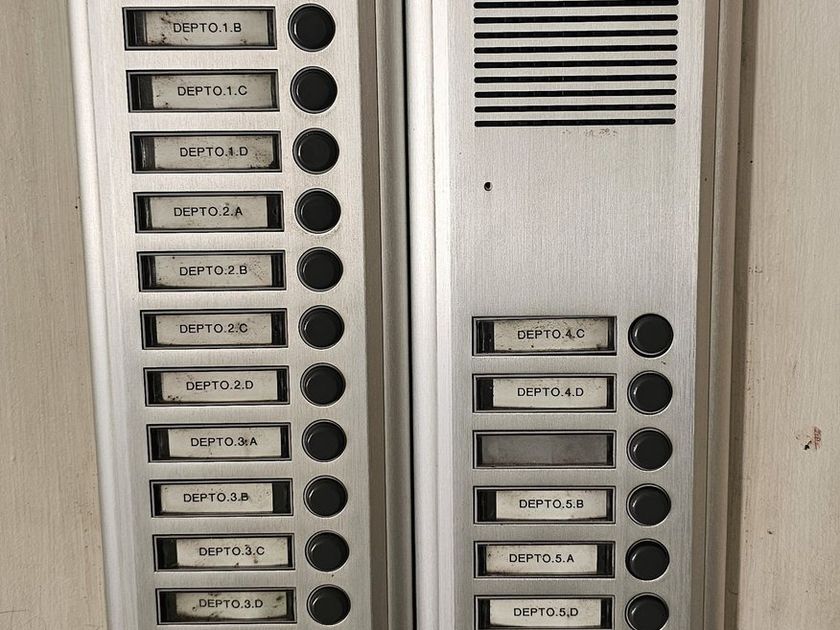 DEPTO.1.B
DEPTO.1.C
DEPTO.1.D
DEPTO.2.A
DEPTO.2.B
DEPTO.2.C
DEPTO.2.D
DEPTO.3.A
DEPTO.3.B
DEPTO.3.C
DEPTO.3.D
DEPTO.4.C
DEPTO.4.D
DEPTO.5.B
DEPTO.5.A
DEPTO.5.D